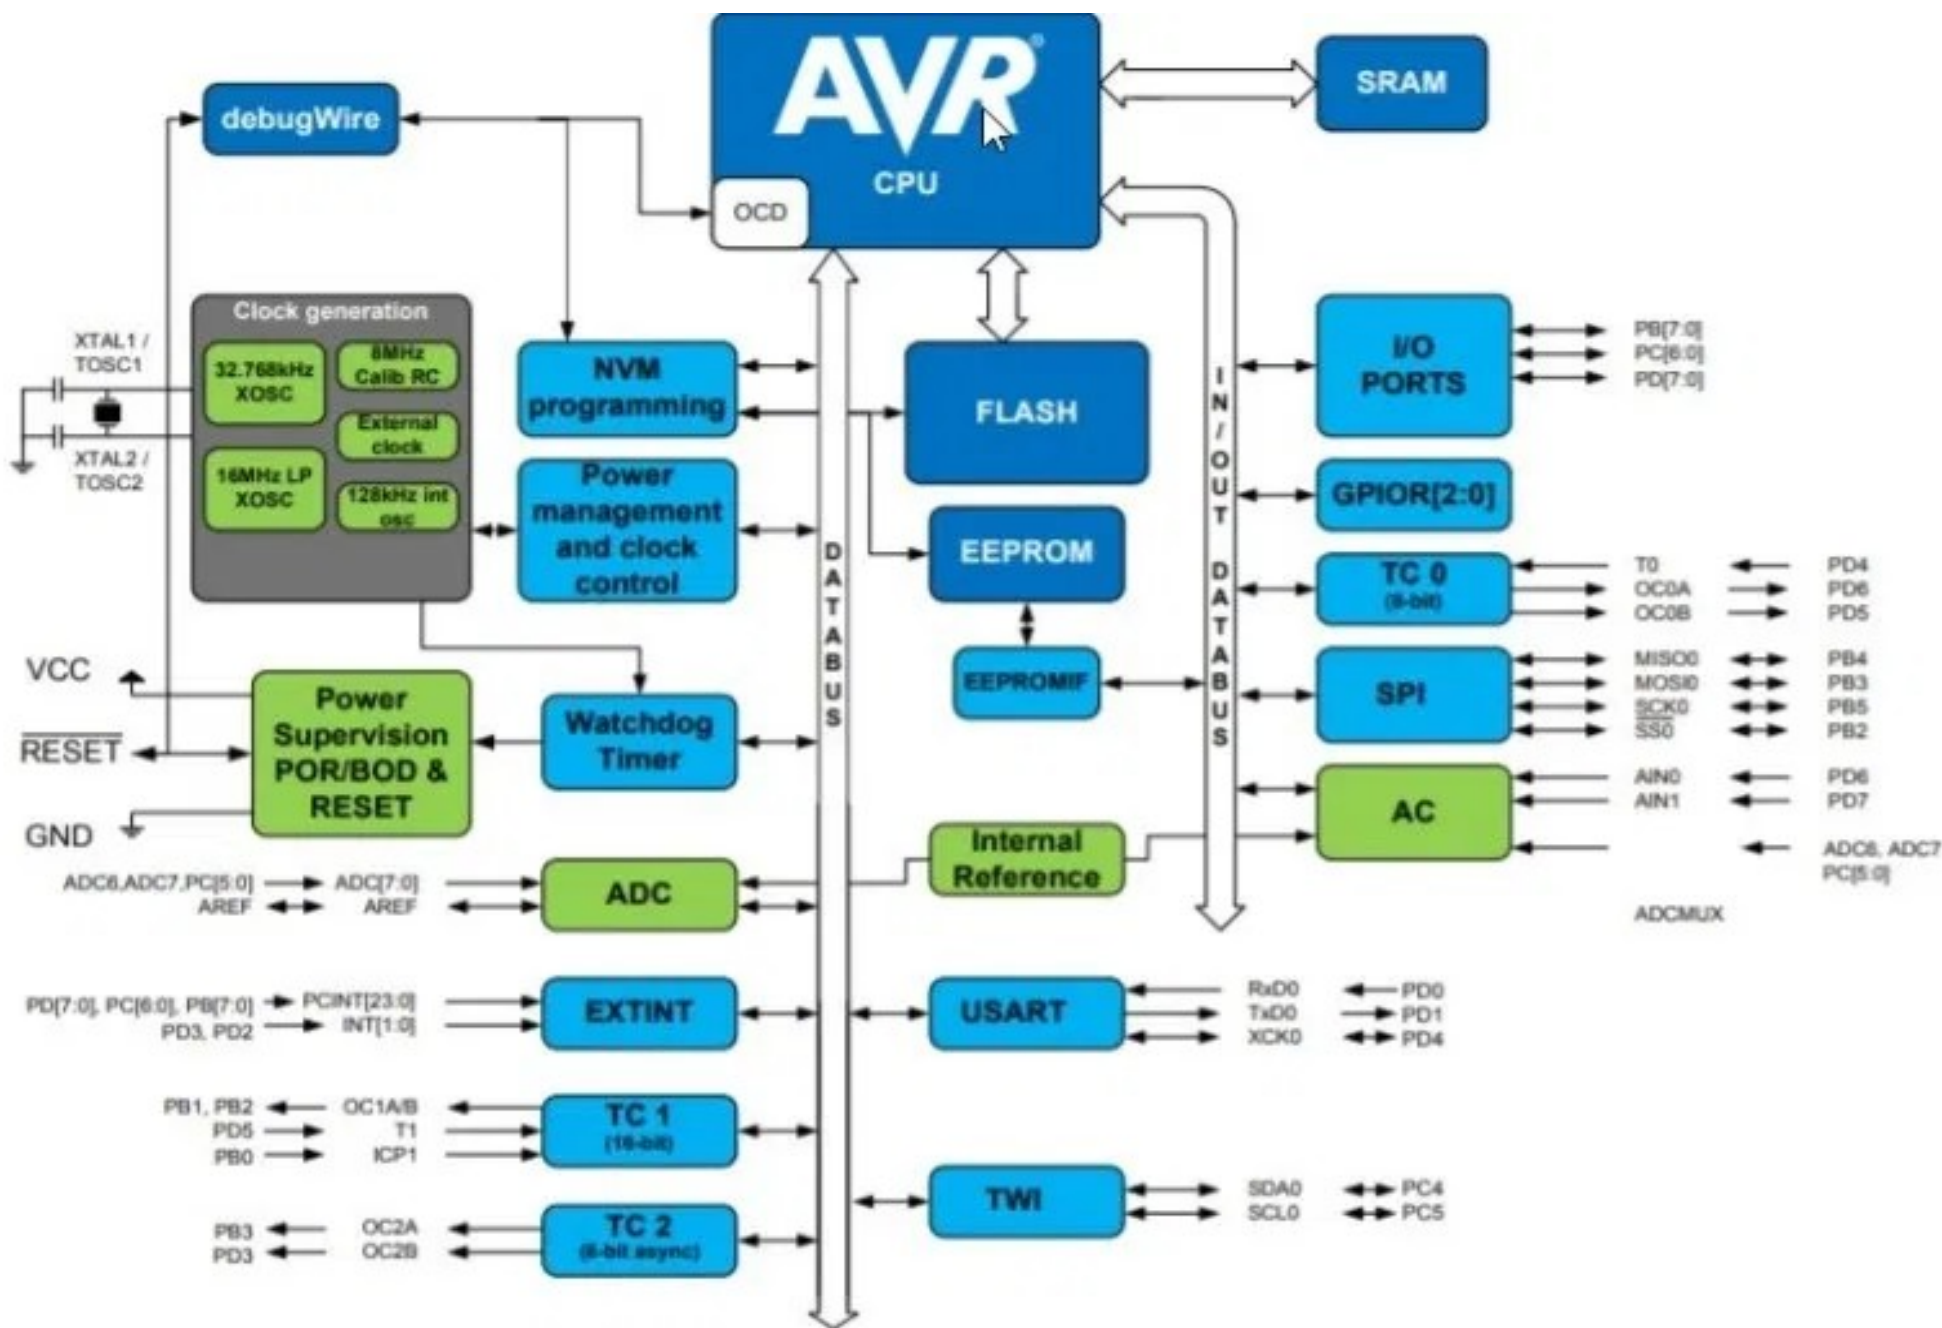 AVR®
CPU
OCD
SRAM
debugWire
Clock generation
32.768kHz
XOSC
8MHz
Calib RC
External
clock
16MHz LP
XOSC
128kHz int
osc
XTAL1 /
TOSC1
XTAL2 /
TOSC2
NVM
programming
Power
management
and clock
control
FLASH
EEPROM
EEPROMIF
DATABUS
IN/OUT DATABUS
I/O
PORTS
PB[7:0]
PC[6:0]
PD[7:0]
GPIOR[2:0]
TC 0
(8-bit)
T0 PD4
OC0A PD6
OC0B PD5
SPI
MISO0 PB4
MOSI0 PB3
SCK0 PB5
SS0 PB2
AC
AIN0 PD6
AIN1 PD7
ADC6, ADC7
PC[5:0]
ADCMUX
VCC
RESET
GND
Power
Supervision
POR/BOD &
RESET
Watchdog
Timer
Internal
Reference
ADC6,ADC7,PC[5:0] ADC[7:0]
AREF AREF
ADC
PD[7:0], PC[6:0], PB[7:0] PCINT[23:0]
PD3, PD2 INT[1:0]
EXTINT
USART
RxD0 PD0
TxD0 PD1
XCK0 PD4
PB1, PB2 OC1A/B
PD5 T1
PB0 ICP1
TC 1
(16-bit)
TWI
SDA0 PC4
SCL0 PC5
PB3 OC2A
PD3 OC2B
TC 2
(8-bit async)